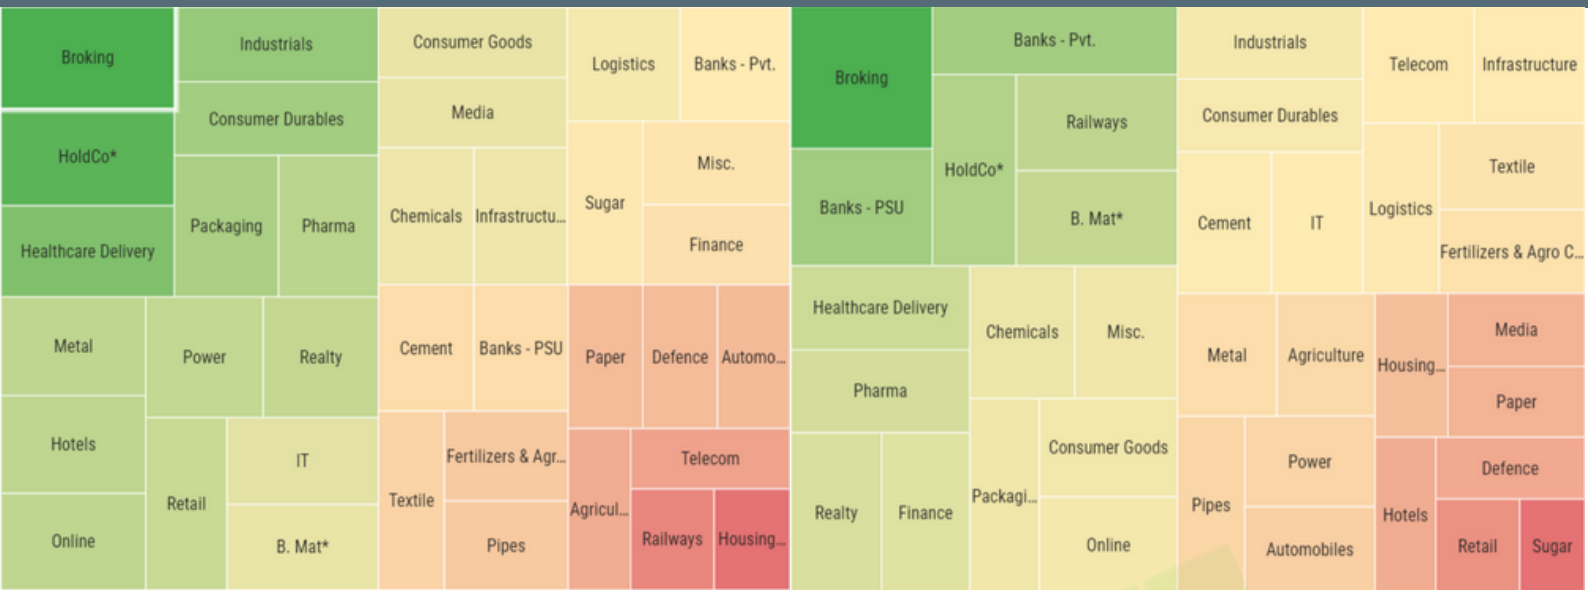 Broking
Industrials
Consumer Goods
Logistics
Banks - Pvt.
HoldCo*
Consumer Durables
Media
Misc.
Healthcare Delivery
Packaging
Pharma
Chemicals
Infrastructu...
Sugar
Finance
Metal
Power
Realty
Cement
Banks - PSU
Paper
Defence
Automo...
Hotels
Retail
IT
Textile
Fertilizers & Agr...
Agricul...
Telecom
Online
B. Mat*
Pipes
Railways
Housing...
Broking
Banks - Pvt.
Industrials
Telecom
Infrastructure
Banks - PSU
HoldCo*
Railways
Consumer Durables
B. Mat*
Cement
IT
Logistics
Textile
Fertilizers & Agro C...
Healthcare Delivery
Chemicals
Misc.
Metal
Agriculture
Housing...
Media
Pharma
Paper
Realty
Finance
Packagi...
Consumer Goods
Online
Pipes
Power
Automobiles
Hotels
Defence
Retail
Sugar